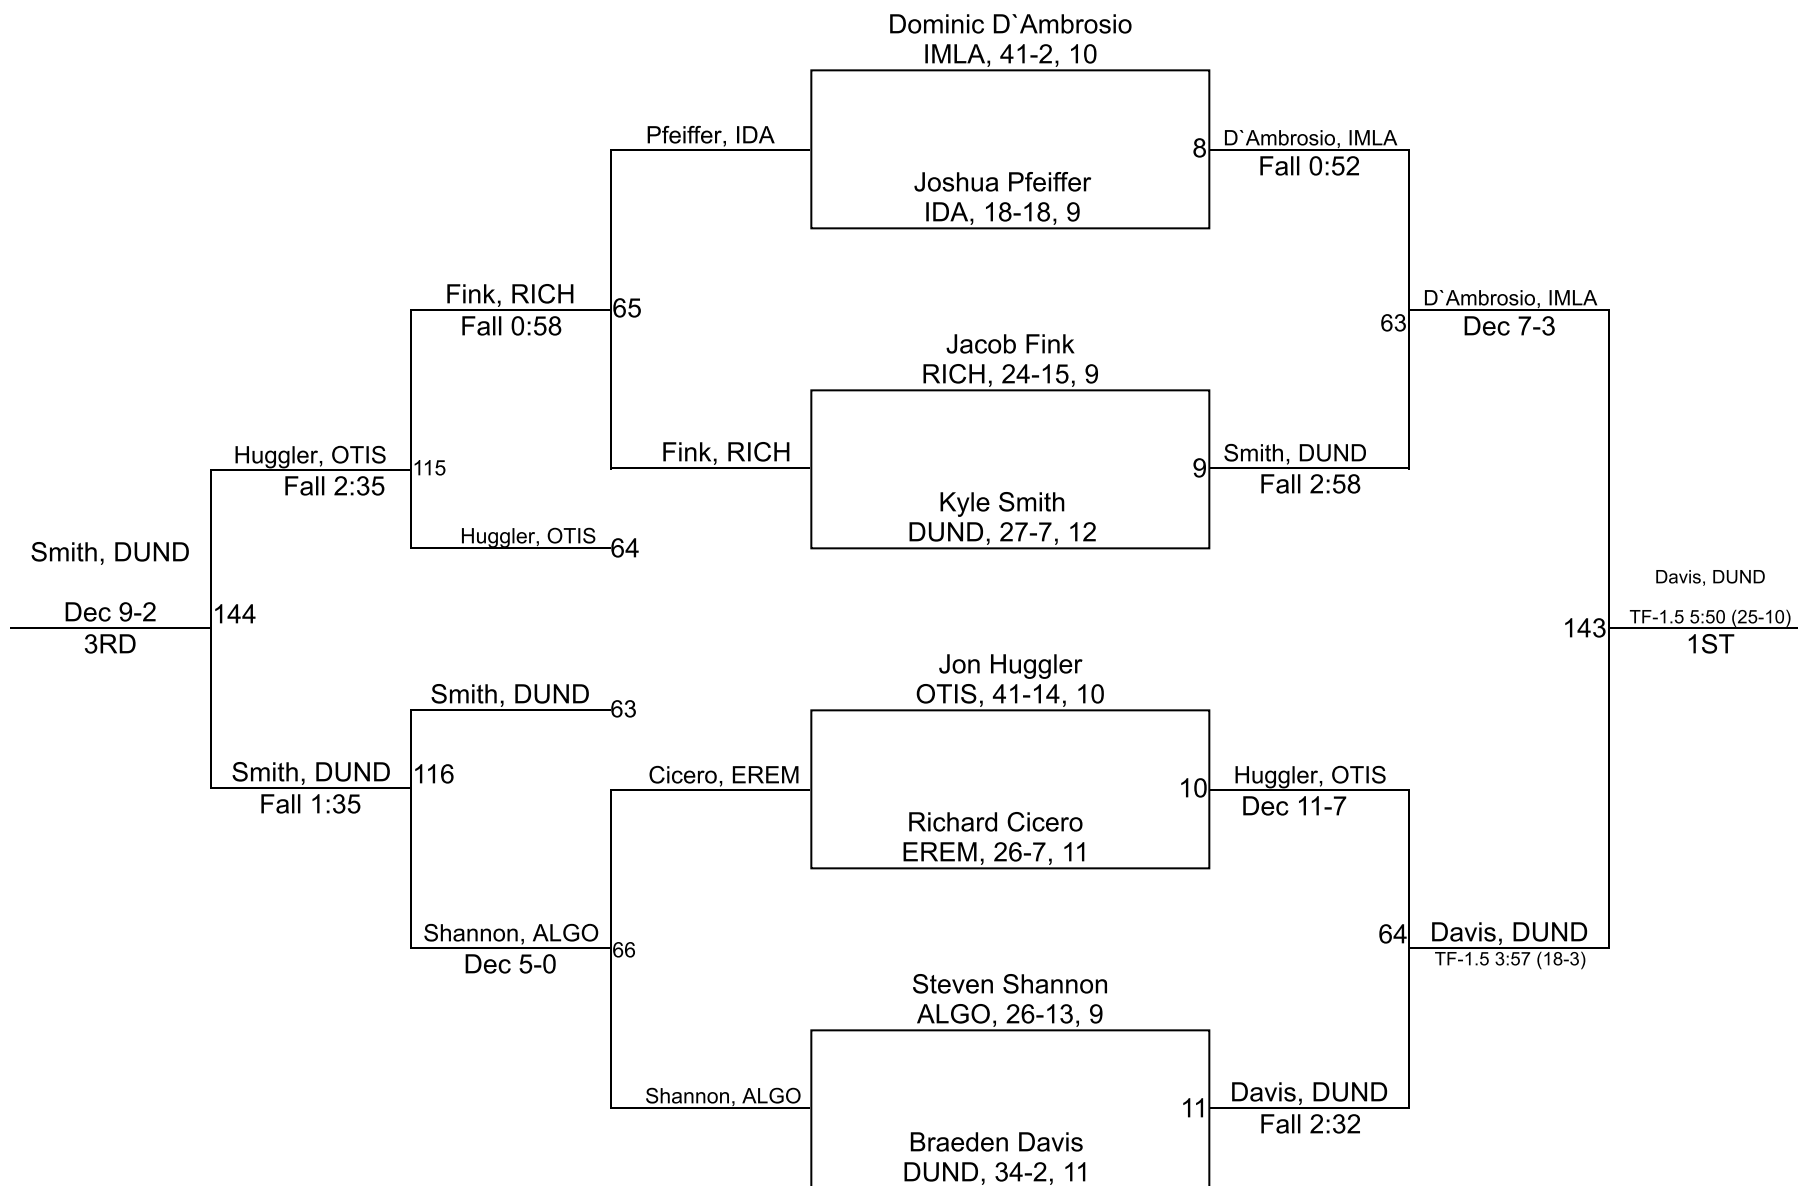 Dominic D`Ambrosio
IMLA, 41-2, 10
Pfeiffer, IDA
8
D`Ambrosio, IMLA
Fall 0:52
Joshua Pfeiffer
IDA, 18-18, 9
Fink, RICH
Fall 0:58
65
D`Ambrosio, IMLA
Dec 7-3
63
Jacob Fink
RICH, 24-15, 9
Huggler, OTIS
Fall 2:35
115
Fink, RICH
9
Smith, DUND
Fall 2:58
Kyle Smith
DUND, 27-7, 12
Huggler, OTIS
64
Smith, DUND
Dec 9-2
3RD
144
Davis, DUND
TF-1.5 5:50 (25-10)
1ST
143
Jon Huggler
OTIS, 41-14, 10
Smith, DUND
63
Smith, DUND
Fall 1:35
116
Cicero, EREM
10
Huggler, OTIS
Dec 11-7
Richard Cicero
EREM, 26-7, 11
Shannon, ALGO
Dec 5-0
66
64
Davis, DUND
TF-1.5 3:57 (18-3)
Steven Shannon
ALGO, 26-13, 9
Shannon, ALGO
11
Davis, DUND
Fall 2:32
Braeden Davis
DUND, 34-2, 11